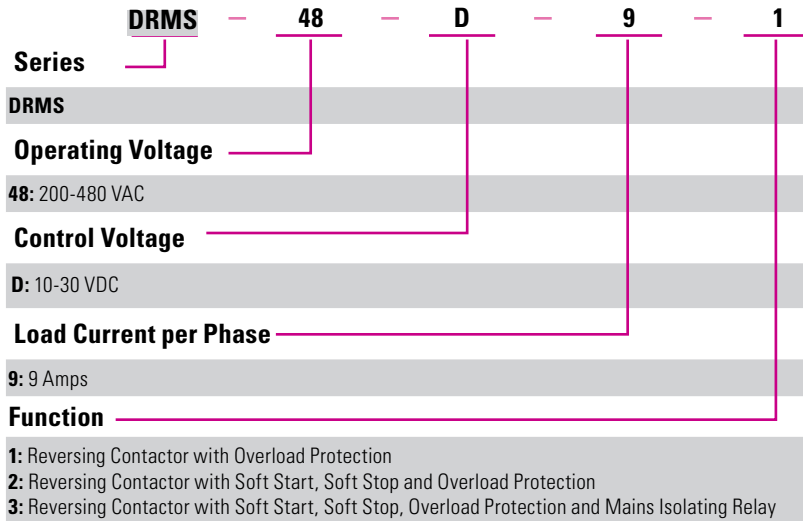 DRMS – 48 – D – 9 – 1
Series
DRMS
Operating Voltage
48: 200-480 VAC
Control Voltage
D: 10-30 VDC
Load Current per Phase
9: 9 Amps
Function
1: Reversing Contactor with Overload Protection
2: Reversing Contactor with Soft Start, Soft Stop and Overload Protection
3: Reversing Contactor with Soft Start, Soft Stop, Overload Protection and Mains Isolating Relay